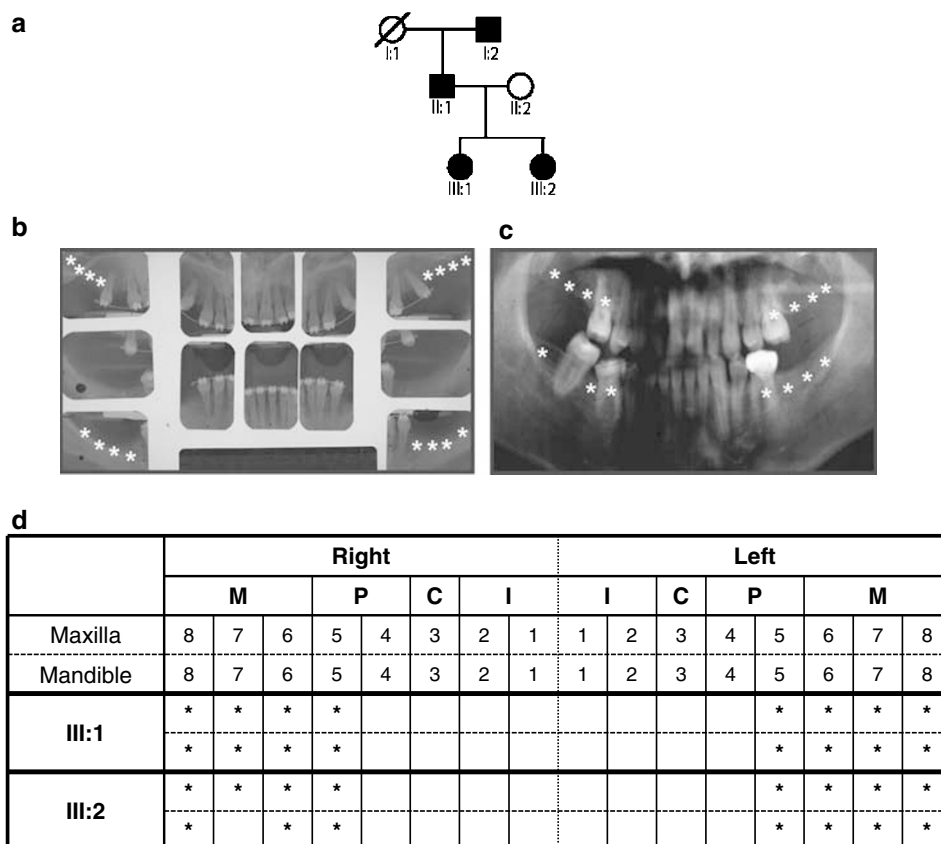 a
I:1 I:2
II:1 II:2
III:1 III:2
b c
* * * * * * * * * * * * * * * *
* * * * * * * * * * * * * * *
d
Right Left
M P C I I C P M
Maxilla 8 7 6 5 4 3 2 1 1 2 3 4 5 6 7 8
Mandible 8 7 6 5 4 3 2 1 1 2 3 4 5 6 7 8
III:1
* * * * * * * *
* * * * * * * *
III:2
* * * * * * * *
* * * * * * *